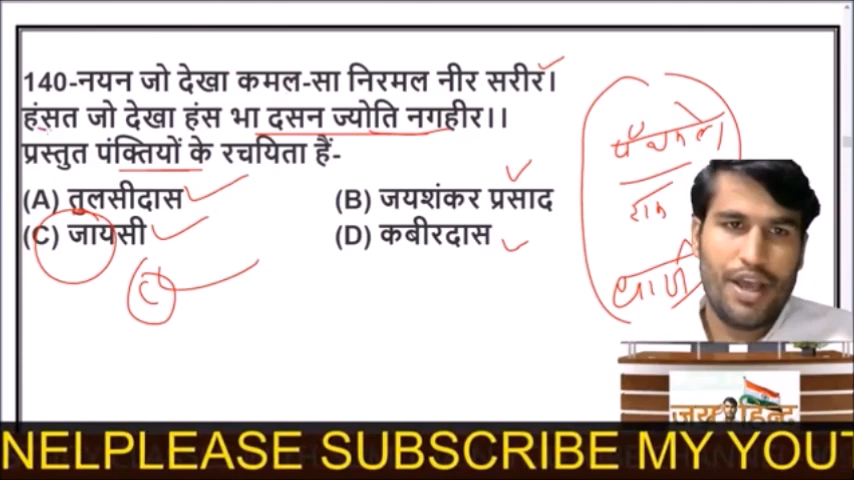 140-नयन जो देखा कमल-सा निरमल नीर सरीर।
हंसत जो देखा हंस भा दसन ज्योति नगहीर।।
प्रस्तुत पंक्तियों के रचयिता हैं-
(A) तुलसीदास (B) जयशंकर प्रसाद
(C) जायसी (D) कबीरदास
C
राम
जय हिन्द
NELPLEASE SUBSCRIBE MY YOUT